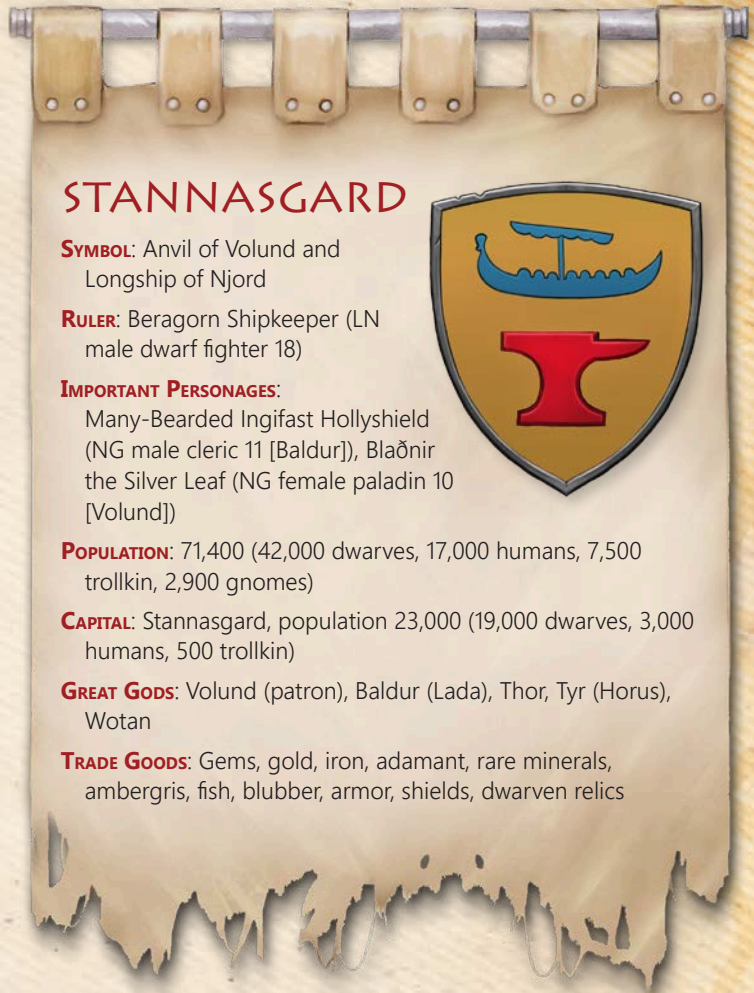 STANNASGARD
SYMBOL: Anvil of Volund and
Longship of Njord
RULER: Beragorn Shipkeeper (LN
male dwarf fighter 18)
IMPORTANT PERSONAGES:
Many-Bearded Ingifast Hollyshield
(NG male cleric 11 [Baldur]), Blaðnir
the Silver Leaf (NG female paladin 10
[Volund])
POPULATION: 71,400 (42,000 dwarves, 17,000 humans, 7,500
trollkin, 2,900 gnomes)
CAPITAL: Stannasgard, population 23,000 (19,000 dwarves, 3,000
humans, 500 trollkin)
GREAT GODS: Volund (patron), Baldur (Lada), Thor, Tyr (Horus),
Wotan
TRADE GOODS: Gems, gold, iron, adamant, rare minerals,
ambergris, fish, blubber, armor, shields, dwarven relics